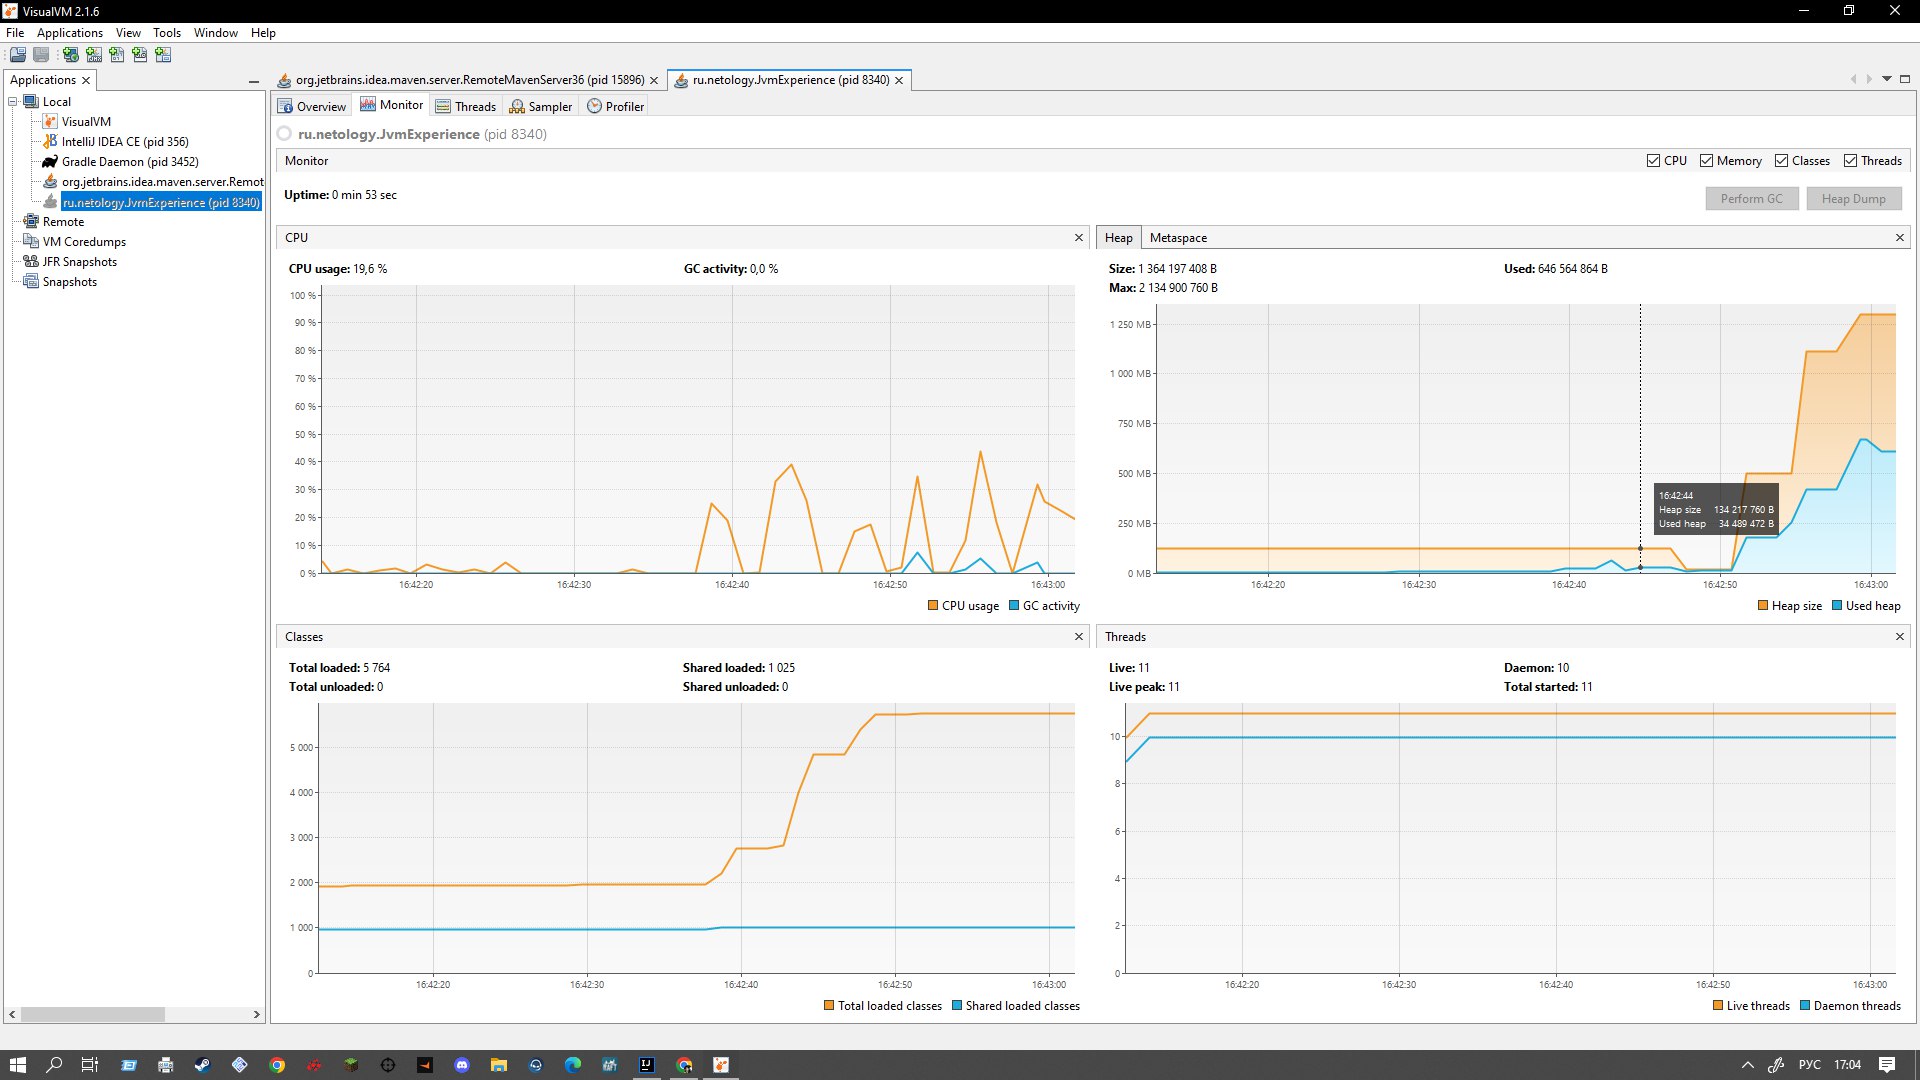 VisualVM 2.1.6
File Applications View Tools Window Help
Applications
Local
VisualVM
IntelliJ IDEA CE (pid 356)
Gradle Daemon (pid 3452)
org.jetbrains.idea.maven.server.Remot
ru.netology.JvmExperience (pid 8340)
Remote
VM Coredumps
JFR Snapshots
Snapshots
org.jetbrains.idea.maven.server.RemoteMavenServer36 (pid 15896)
ru.netology.JvmExperience (pid 8340)
Overview Monitor Threads Sampler Profiler
ru.netology.JvmExperience (pid 8340)
Monitor
CPU Memory Classes Threads
Uptime: 0 min 53 sec
Perform GC Heap Dump
CPU
CPU usage: 19,6 % GC activity: 0,0 %
100 %
90 %
80 %
70 %
60 %
50 %
40 %
30 %
20 %
10 %
0 %
16:42:20 16:42:30 16:42:40 16:42:50 16:43:00
CPU usage GC activity
Heap Metaspace
Size: 1 364 197 408 B Used: 646 564 864 B
Max: 2 134 900 760 B
1 250 MB
1 000 MB
750 MB
500 MB
250 MB
0 MB
16:42:44
Heap size 134 217 760 B
Used heap 34 489 472 B
16:42:20 16:42:30 16:42:40 16:42:50 16:43:00
Heap size Used heap
Classes
Total loaded: 5 764 Shared loaded: 1 025
Total unloaded: 0 Shared unloaded: 0
5 000
4 000
3 000
2 000
1 000
0
16:42:20 16:42:30 16:42:40 16:42:50 16:43:00
Total loaded classes Shared loaded classes
Threads
Live: 11 Daemon: 10
Live peak: 11 Total started: 11
10
8
6
4
2
0
16:42:20 16:42:30 16:42:40 16:42:50 16:43:00
Live threads Daemon threads
РУС 17:04